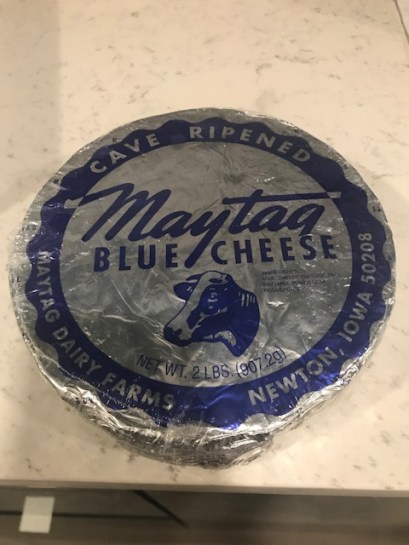 CAVE RIPENED
Maytag
BLUE CHEESE
NET WT. 2 LBS. (907.2g)
MAYTAG DAIRY FARMS
NEWTON, IOWA 50208